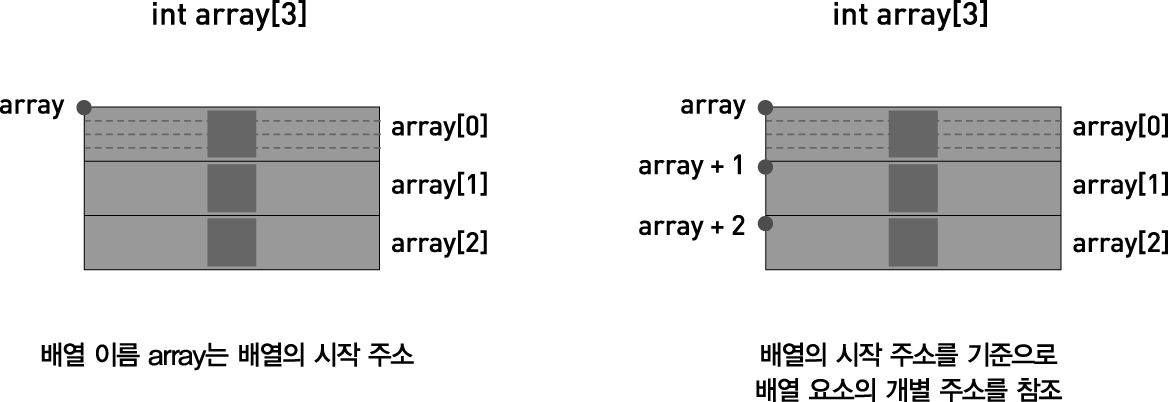 int array[3]
array
array[0]
array[1]
array[2]
배열 이름 array는 배열의 시작 주소
int array[3]
array
array[0]
array + 1
array[1]
array + 2
array[2]
배열의 시작 주소를 기준으로
배열 요소의 개별 주소를 참조